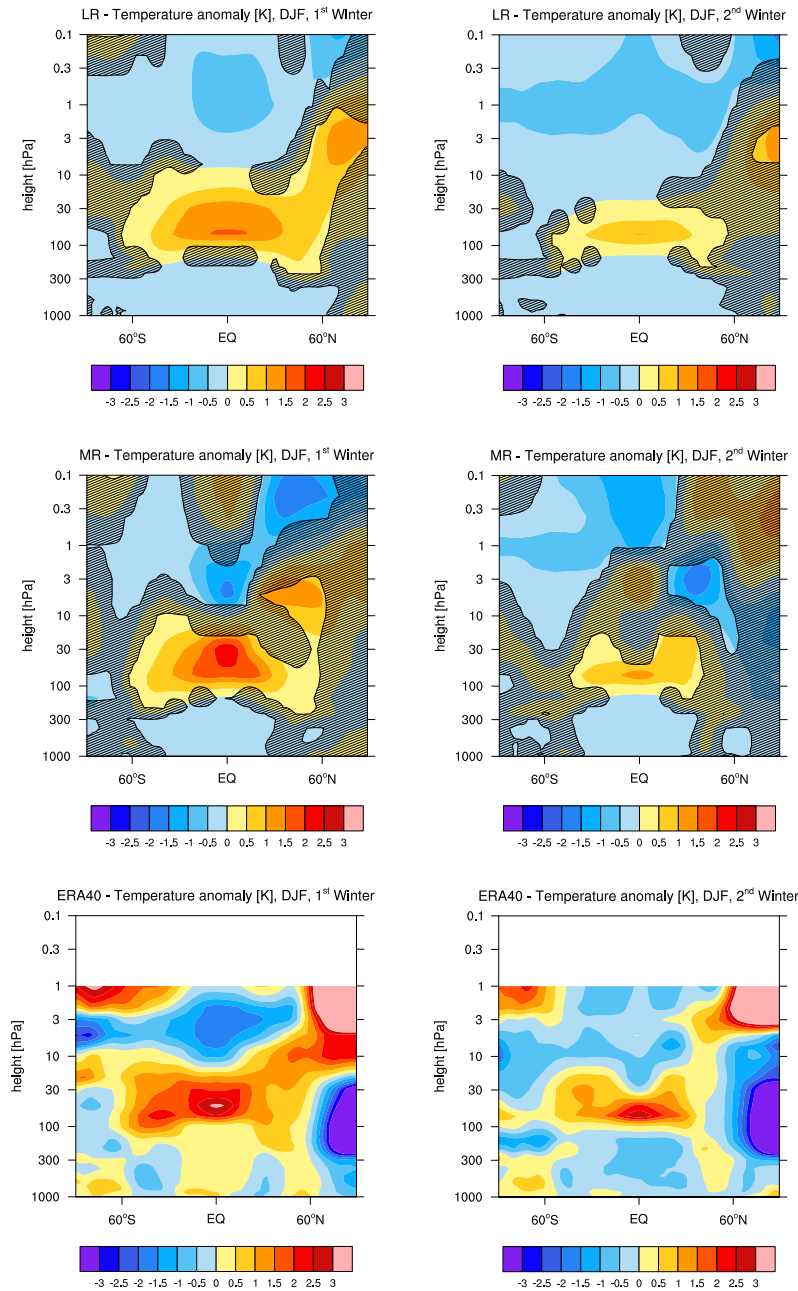 LR - Temperature anomaly [K], DJF, 1st Winter
height [hPa]
0.1
0.3
1
3
10
30
100
300
1000
60°S EQ 60°N
-3 -2.5 -2 -1.5 -1 -0.5 0 0.5 1 1.5 2 2.5 3
LR - Temperature anomaly [K], DJF, 2nd Winter
height [hPa]
0.1
0.3
1
3
10
30
100
300
1000
60°S EQ 60°N
-3 -2.5 -2 -1.5 -1 -0.5 0 0.5 1 1.5 2 2.5 3
MR - Temperature anomaly [K], DJF, 1st Winter
height [hPa]
0.1
0.3
1
3
10
30
100
300
1000
60°S EQ 60°N
-3 -2.5 -2 -1.5 -1 -0.5 0 0.5 1 1.5 2 2.5 3
MR - Temperature anomaly [K], DJF, 2nd Winter
height [hPa]
0.1
0.3
1
3
10
30
100
300
1000
60°S EQ 60°N
-3 -2.5 -2 -1.5 -1 -0.5 0 0.5 1 1.5 2 2.5 3
ERA40 - Temperature anomaly [K], DJF, 1st Winter
height [hPa]
0.1
0.3
1
3
10
30
100
300
1000
60°S EQ 60°N
-3 -2.5 -2 -1.5 -1 -0.5 0 0.5 1 1.5 2 2.5 3
ERA40 - Temperature anomaly [K], DJF, 2nd Winter
height [hPa]
0.1
0.3
1
3
10
30
100
300
1000
60°S EQ 60°N
-3 -2.5 -2 -1.5 -1 -0.5 0 0.5 1 1.5 2 2.5 3